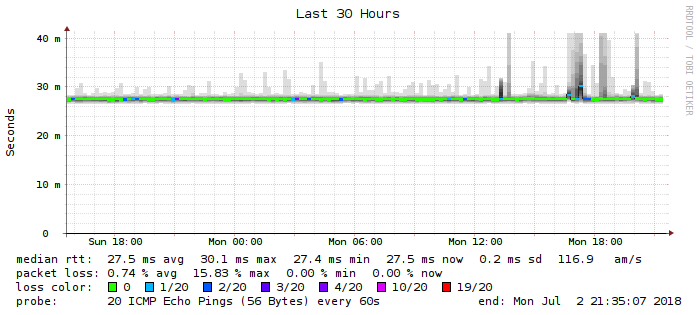 Last 30 Hours
RRDTOOL / TOBI OETIKER
Seconds
40 m
30 m
20 m
10 m
0
Sun 18:00 Mon 00:00 Mon 06:00 Mon 12:00 Mon 18:00
median rtt: 27.5 ms avg 30.1 ms max 27.4 ms min 27.5 ms now 0.2 ms sd 116.9 am/s
packet loss: 0.74 % avg 15.83 % max 0.00 % min 0.00 % now
loss color: 0 1/20 2/20 3/20 4/20 10/20 19/20
probe: 20 ICMP Echo Pings (56 Bytes) every 60s end: Mon Jul 2 21:35:07 2018